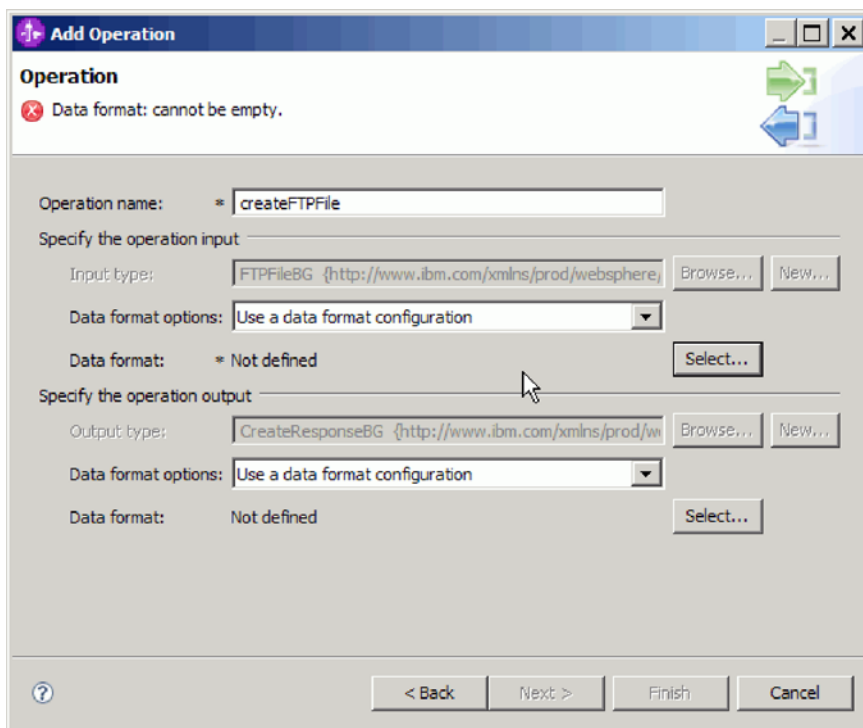 Add Operation
Operation
Data format: cannot be empty.
Operation name: * createFTPFile
Specify the operation input
Input type: FTPFileBG {http://www.ibm.com/xmlns/prod/websphere/ Browse... New...
Data format options: Use a data format configuration
Data format: * Not defined Select...
Specify the operation output
Output type: CreateResponseBG {http://www.ibm.com/xmlns/prod/we Browse... New...
Data format options: Use a data format configuration
Data format: Not defined Select...
? < Back Next > Finish Cancel